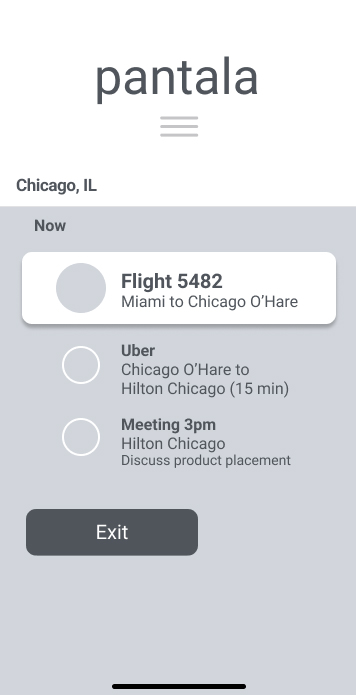 pantala
Chicago, IL
Now
Flight 5482
Miami to Chicago O’Hare
Uber
Chicago O’Hare to
Hilton Chicago (15 min)
Meeting 3pm
Hilton Chicago
Discuss product placement
Exit